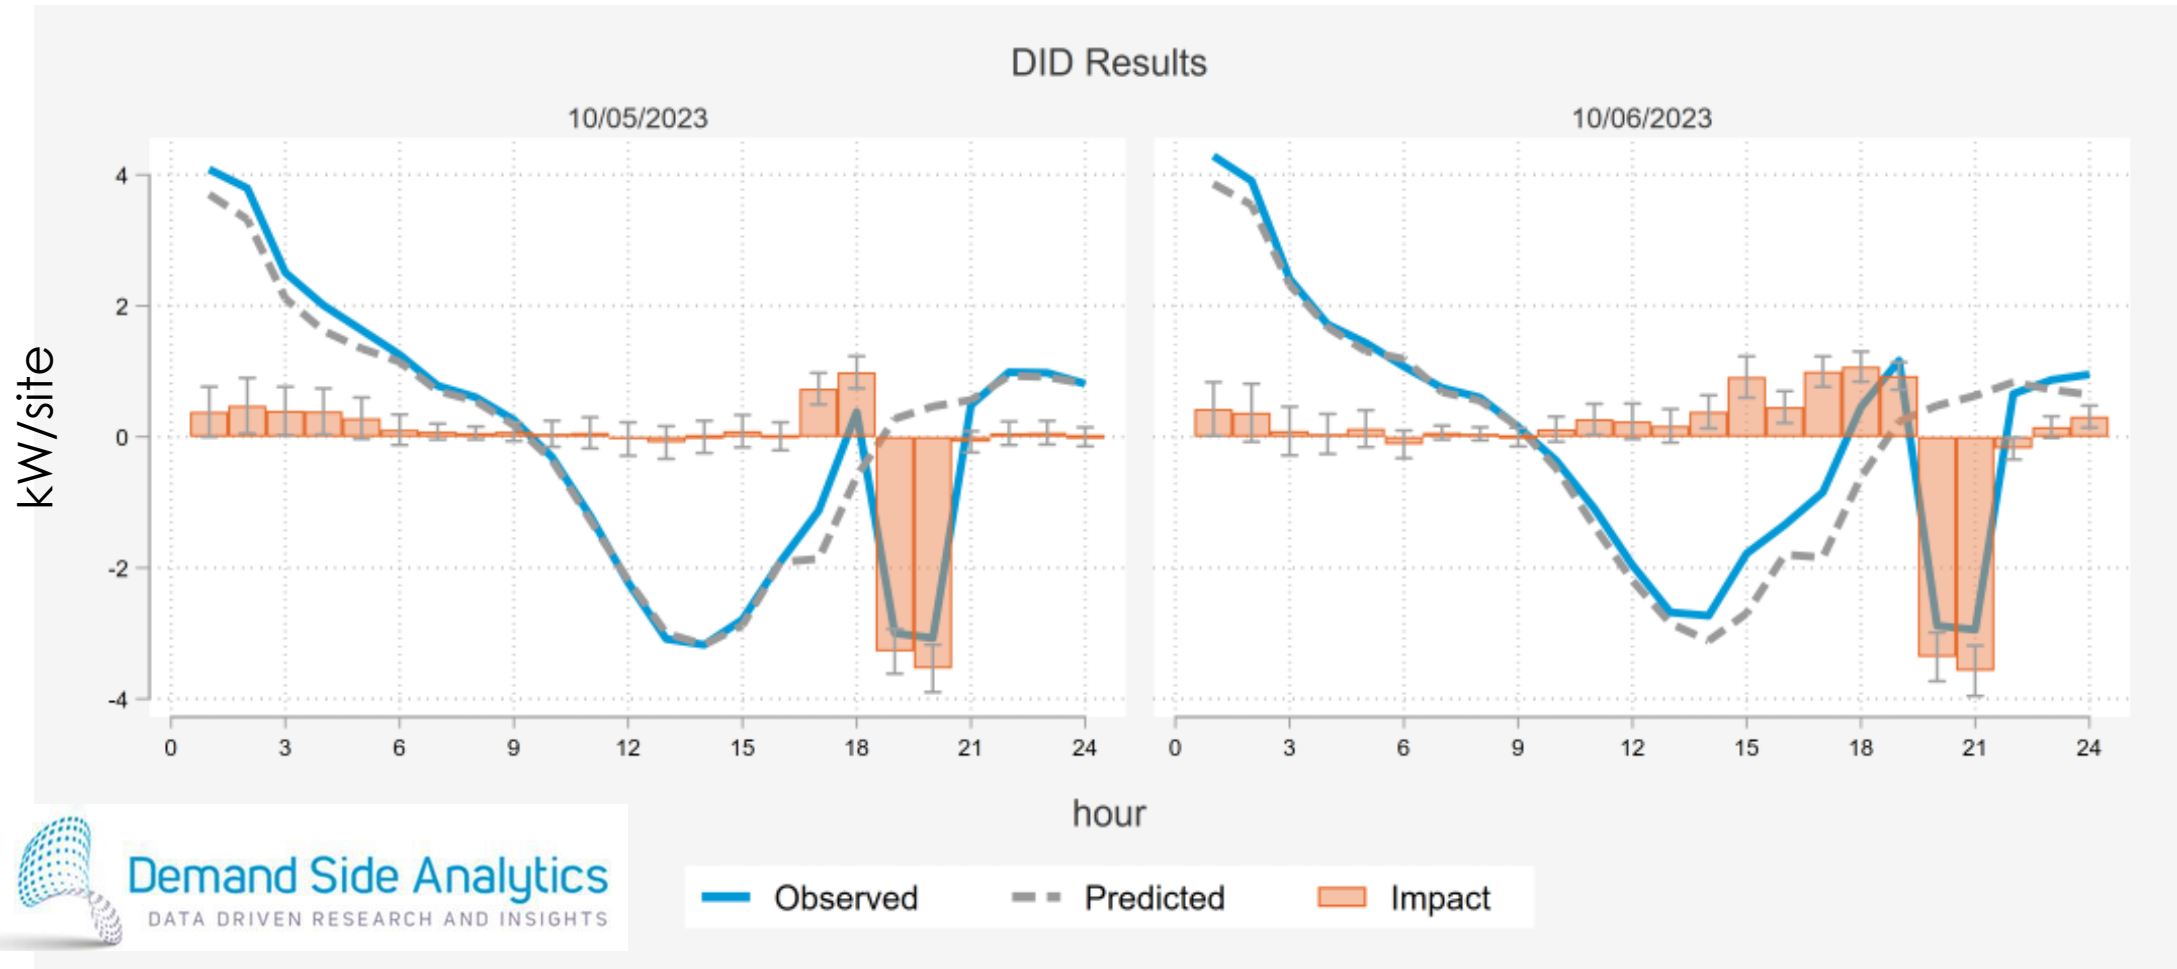 DID Results
10/05/2023
10/06/2023
kW/site
4
2
0
-2
-4
0 3 6 9 12 15 18 21 24
0 3 6 9 12 15 18 21 24
hour
Observed Predicted Impact
Demand Side Analytics
DATA DRIVEN RESEARCH AND INSIGHTS